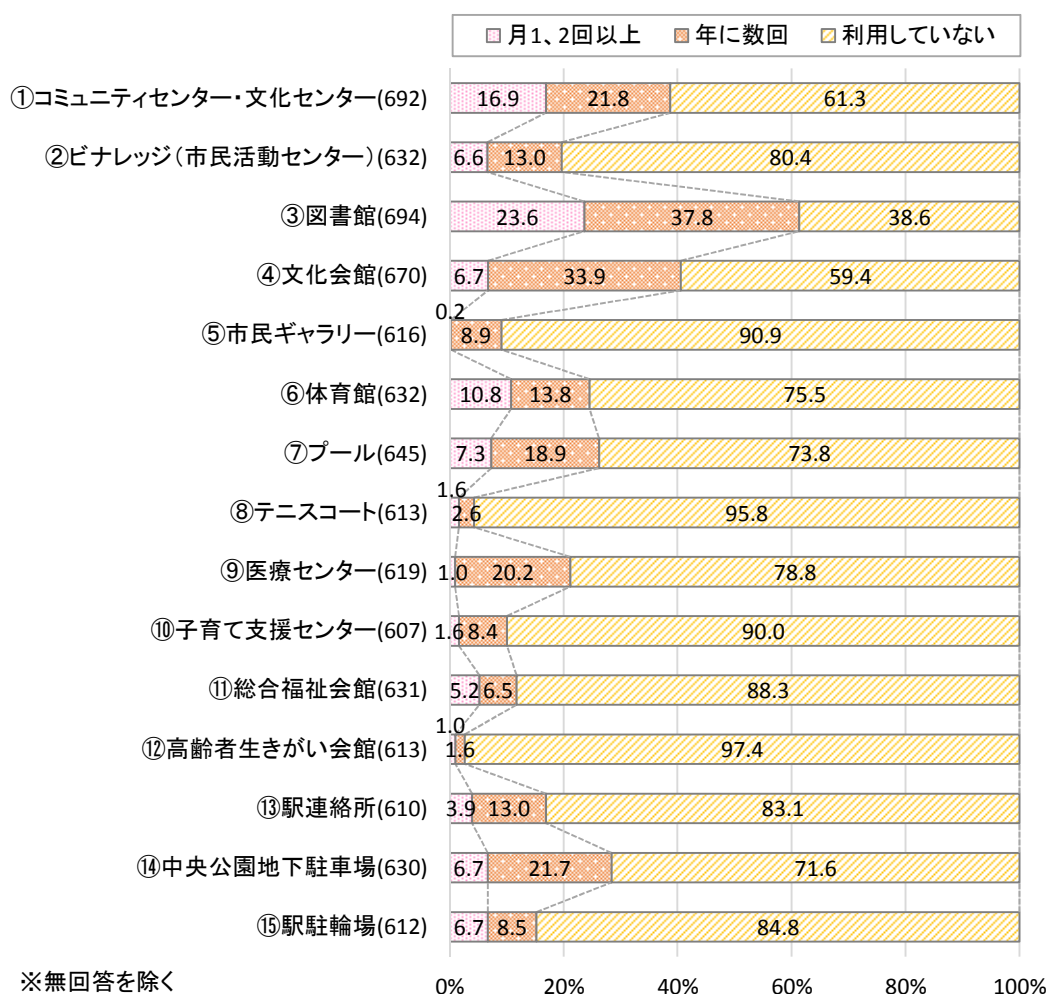 月1、2回以上 年に数回 利用していない
①コミュニティセンター・文化センター(692) 16.9 21.8 61.3
②ビナレッジ(市民活動センター)(632) 6.6 13.0 80.4
③図書館(694) 23.6 37.8 38.6
④文化会館(670) 6.7 33.9 59.4
⑤市民ギャラリー(616) 0.2 8.9 90.9
⑥体育館(632) 10.8 13.8 75.5
⑦プール(645) 7.3 18.9 73.8
⑧テニスコート(613) 1.6 2.6 95.8
⑨医療センター(619) 1.0 20.2 78.8
⑩子育て支援センター(607) 1.6 8.4 90.0
⑪総合福祉会館(631) 5.2 6.5 88.3
⑫高齢者生きがい会館(613) 1.0 1.6 97.4
⑬駅連絡所(610) 3.9 13.0 83.1
⑭中央公園地下駐車場(630) 6.7 21.7 71.6
⑮駅駐輪場(612) 6.7 8.5 84.8
※無回答を除く 0% 20% 40% 60% 80% 100%